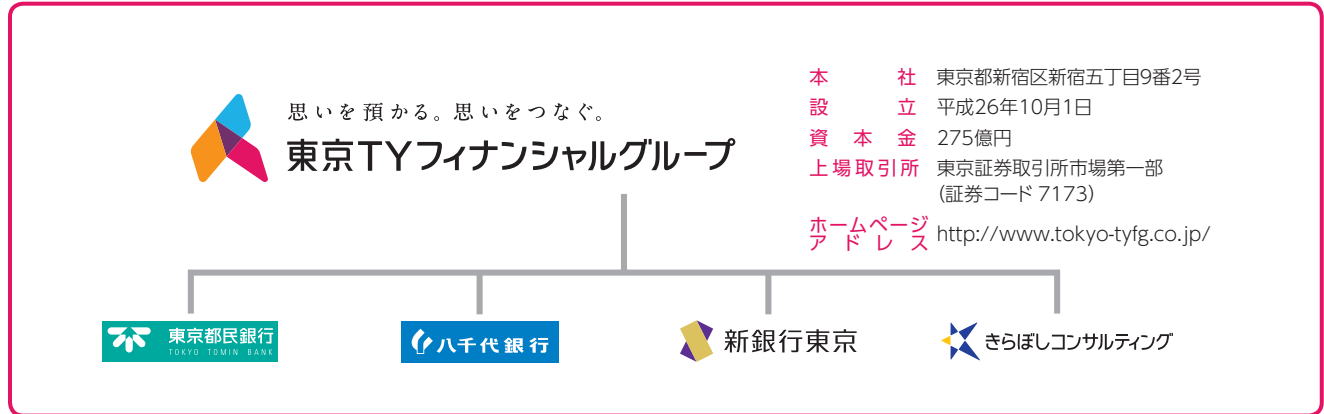 思いを預かる。思いをつなぐ。
東京TYフィナンシャルグループ
本社 東京都新宿区新宿五丁目9番2号
設立 平成26年10月1日
資本金 275億円
上場取引所 東京証券取引所市場第一部
(証券コード 7173)
ホームページ
アドレス http://www.tokyo-tyfg.co.jp/
東京都民銀行
TOKYO TOMIN BANK
八千代銀行
新銀行東京
きらぼしコンサルティング